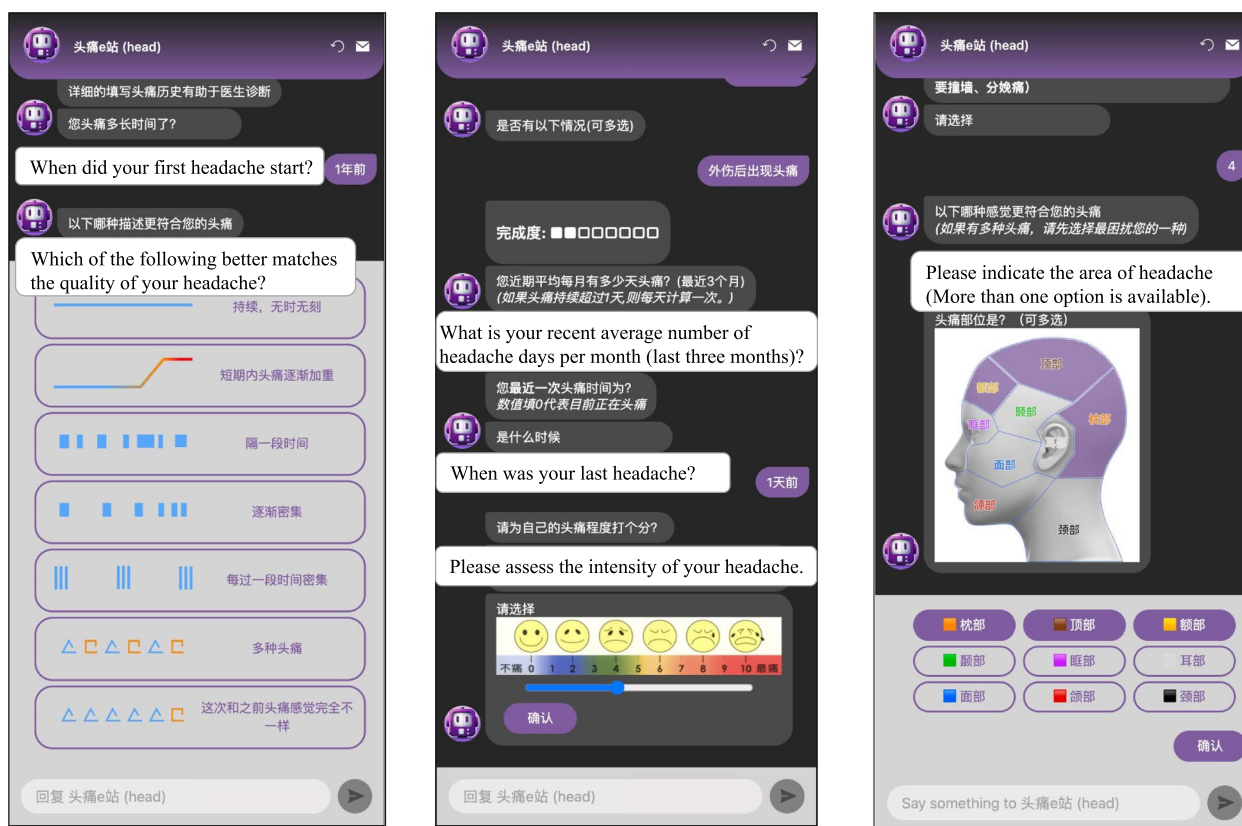 头痛e站 (head)
详细的填写头痛历史有助于医生诊断
您头痛多长时间了?
When did your first headache start?
1年前
以下哪种描述更符合您的头痛
Which of the following better matches
the quality of your headache?
持续，无时无刻
短期内头痛逐渐加重
隔一段时间
逐渐密集
每过一段时间密集
多种头痛
这次和之前头痛感觉完全不
一样
回复 头痛e站 (head)
头痛e站 (head)
是否有以下情况(可多选)
外伤后出现头痛
完成度:
您近期平均每月有多少天头痛? (最近3个月)
(如果头痛持续超过1天,则每天计算一次。)
What is your recent average number of
headache days per month (last three months)?
您最近一次头痛时间为?
数值填0代表目前正在头痛
是什么时候
When was your last headache?
1天前
请为自己的头痛程度打个分?
Please assess the intensity of your headache.
请选择
不痛 0 1 2 3 4 5 6 7 8 9 10 最痛
确认
回复 头痛e站 (head)
头痛e站 (head)
要撞墙、分娩痛）
请选择
4
以下哪种感觉更符合您的头痛
(如果有多种头痛，请先选择最困扰您的一种)
Please indicate the area of headache
(More than one option is available).
头痛部位是? （可多选）
顶部
额部
颞部
枕部
眶部
耳部
面部
颌部
颈部
枕部 顶部 额部
颞部 眶部 耳部
面部 颌部 颈部
确认
Say something to 头痛e站 (head)